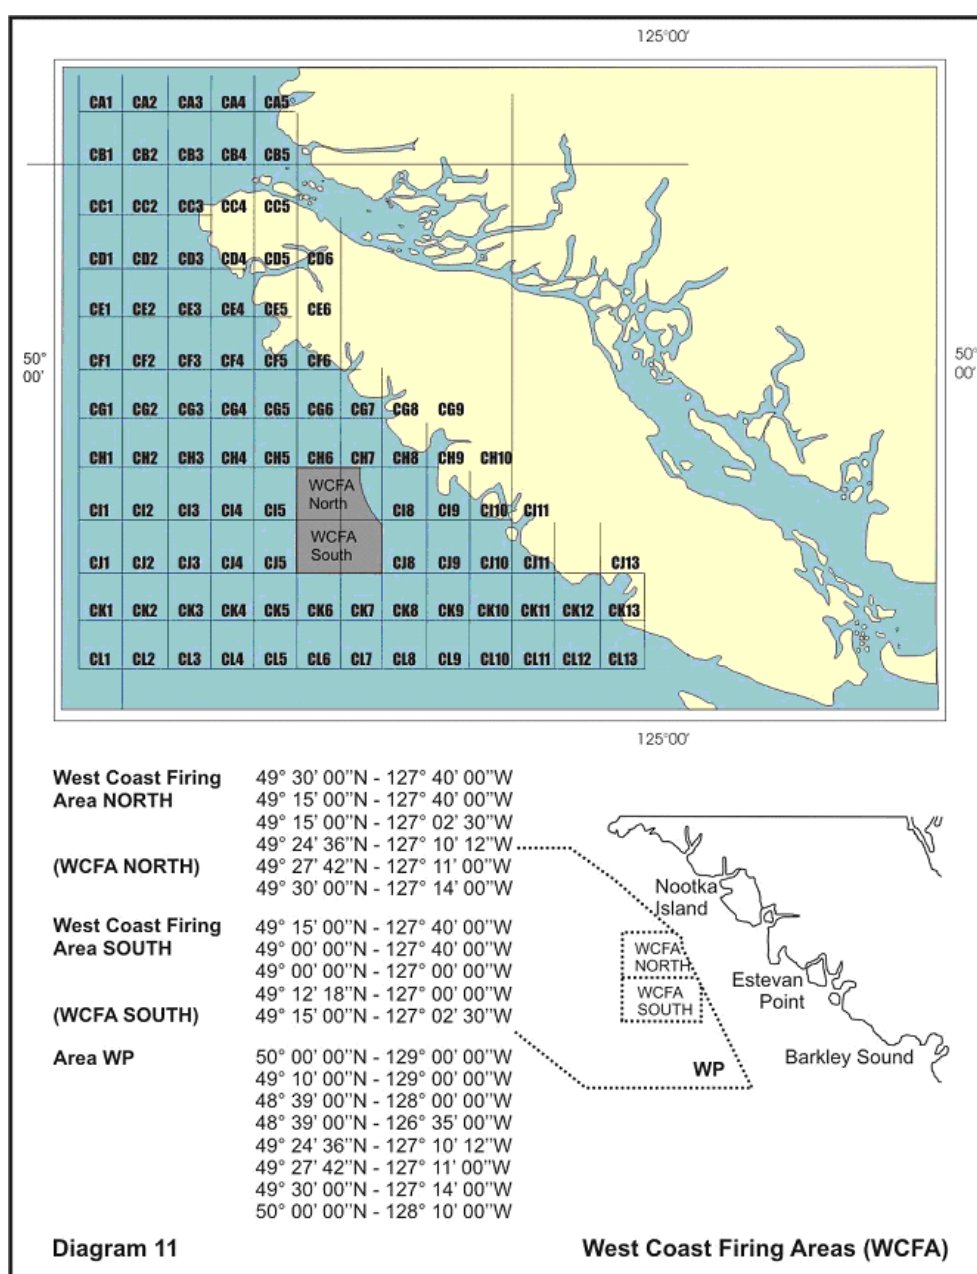 125°00'
CA1 CA2 CA3 CA4 CA5
CB1 CB2 CB3 CB4 CB5
CC1 CC2 CC3 CC4 CC5
CD1 CD2 CD3 CD4 CD5 CD6
CE1 CE2 CE3 CE4 CE5 CE6
50°
00'
CF1 CF2 CF3 CF4 CF5 CF6
50°
00'
CG1 CG2 CG3 CG4 CG5 CG6 CG7 CG8 CG9
CH1 CH2 CH3 CH4 CH5 CH6 CH7 CH8 CH9 CH10
WCFA
North
CI1 CI2 CI3 CI4 CI5 CI8 CI9 CI10 CJ11
WCFA
South
CJ1 CJ2 CJ3 CJ4 CJ5 CJ8 CJ9 CJ10 CJ11 CJ13
CK1 CK2 CK3 CK4 CK5 CK6 CK7 CK8 CK9 CK10 CK11 CK12 CK13
CL1 CL2 CL3 CL4 CL5 CL6 CL7 CL8 CL9 CL10 CL11 CL12 CL13
125°00'
West Coast Firing
Area NORTH
(WCFA NORTH)
49° 30' 00''N - 127° 40' 00''W
49° 15' 00''N - 127° 40' 00''W
49° 15' 00''N - 127° 02' 30''W
49° 24' 36''N - 127° 10' 12''W
49° 27' 42''N - 127° 11' 00''W
49° 30' 00''N - 127° 14' 00''W
West Coast Firing
Area SOUTH
(WCFA SOUTH)
49° 15' 00''N - 127° 40' 00''W
49° 00' 00''N - 127° 40' 00''W
49° 00' 00''N - 127° 00' 00''W
49° 12' 18''N - 127° 00' 00''W
49° 15' 00''N - 127° 02' 30''W
Area WP
50° 00' 00''N - 129° 00' 00''W
49° 10' 00''N - 129° 00' 00''W
48° 39' 00''N - 128° 00' 00''W
48° 39' 00''N - 126° 35' 00''W
49° 24' 36''N - 127° 10' 12''W
49° 27' 42''N - 127° 11' 00''W
49° 30' 00''N - 127° 14' 00''W
50° 00' 00''N - 128° 10' 00''W
Nootka
Island
WCFA
NORTH
WCFA
SOUTH
Estevan
Point
Barkley Sound
WP
Diagram 11
West Coast Firing Areas (WCFA)